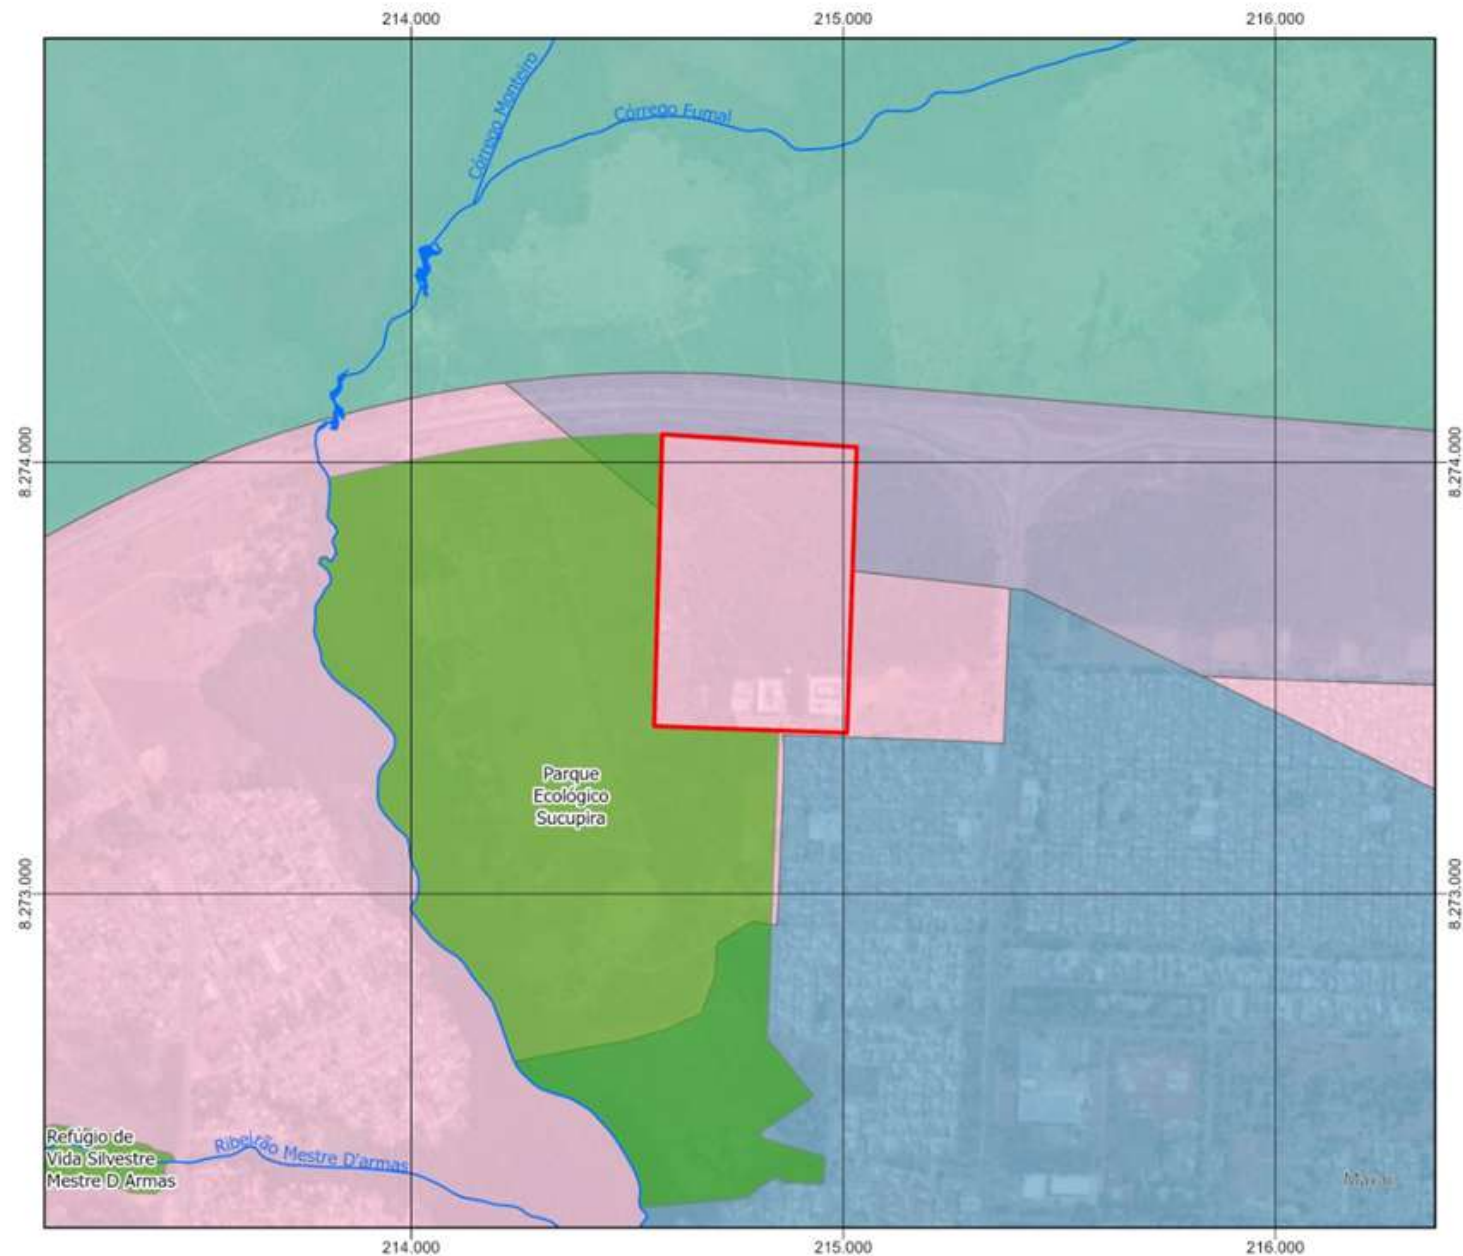 214.000
215.000
216.000
Córrego Monteiro
Córrego Fumal
8.274.000
8.274.000
Parque
Ecológico
Sucupira
8.273.000
8.273.000
Refúgio de
Vida Silvestre
Mestre D Armas
Ribeirão Mestre D'armas
214.000
215.000
216.000